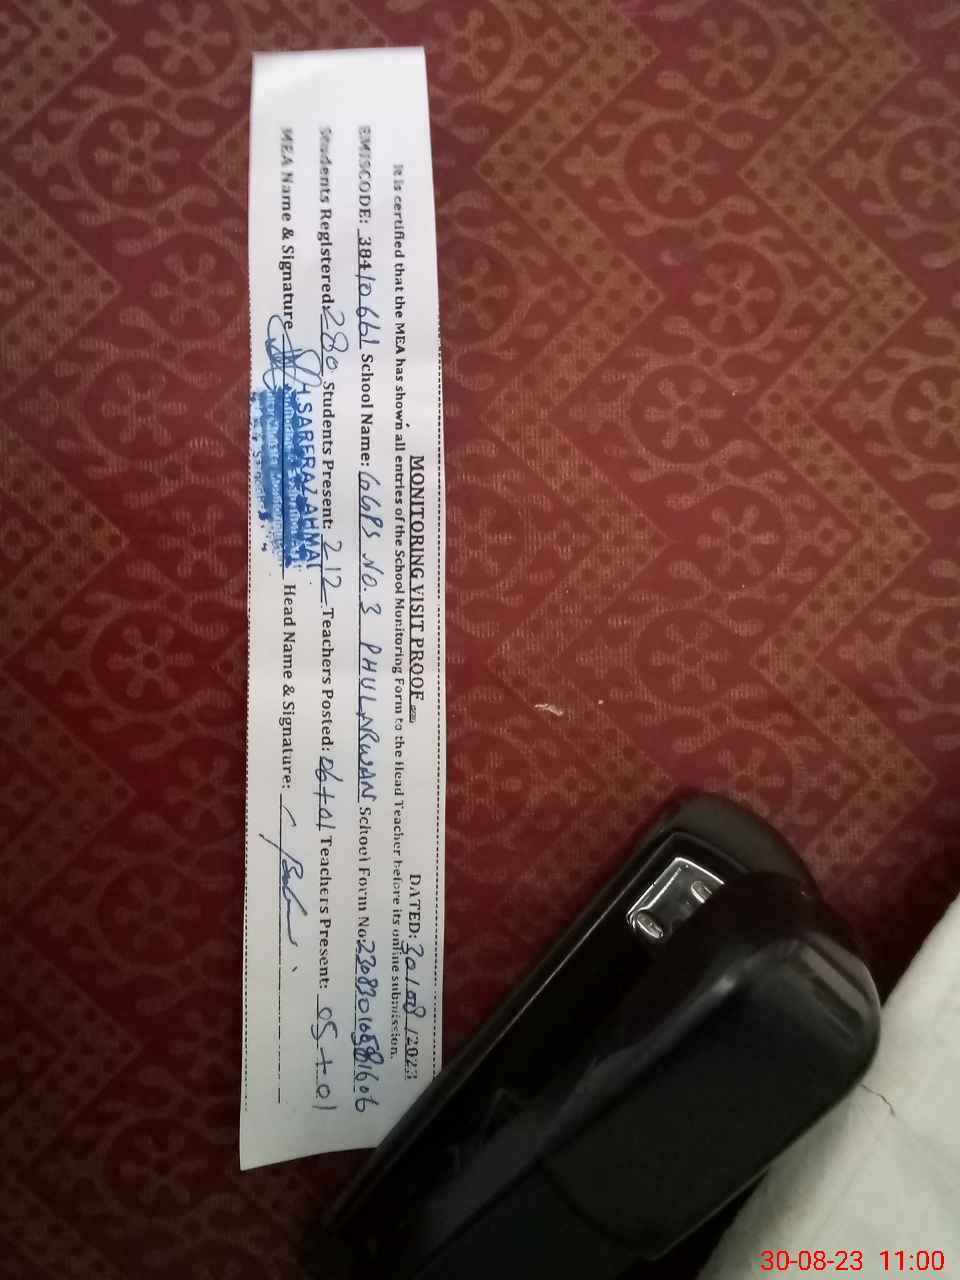 MONITORING VISIT PROOF DATED: 30/08/2023
It is certified that the MEA has shown all entries of the School Monitoring Form to the Head Teacher before its online submission.
EMISCODE: 38410661 School Name: GGPS NO.3 PHULARWAN School Form No
Students Registered: 280 Students Present: 212 Teachers Posted: 06+01 Teachers Present: 05+01
MEA Name & Signature SARFRAZ AHMAD Head Name & Signature:
30-08-23 11:00